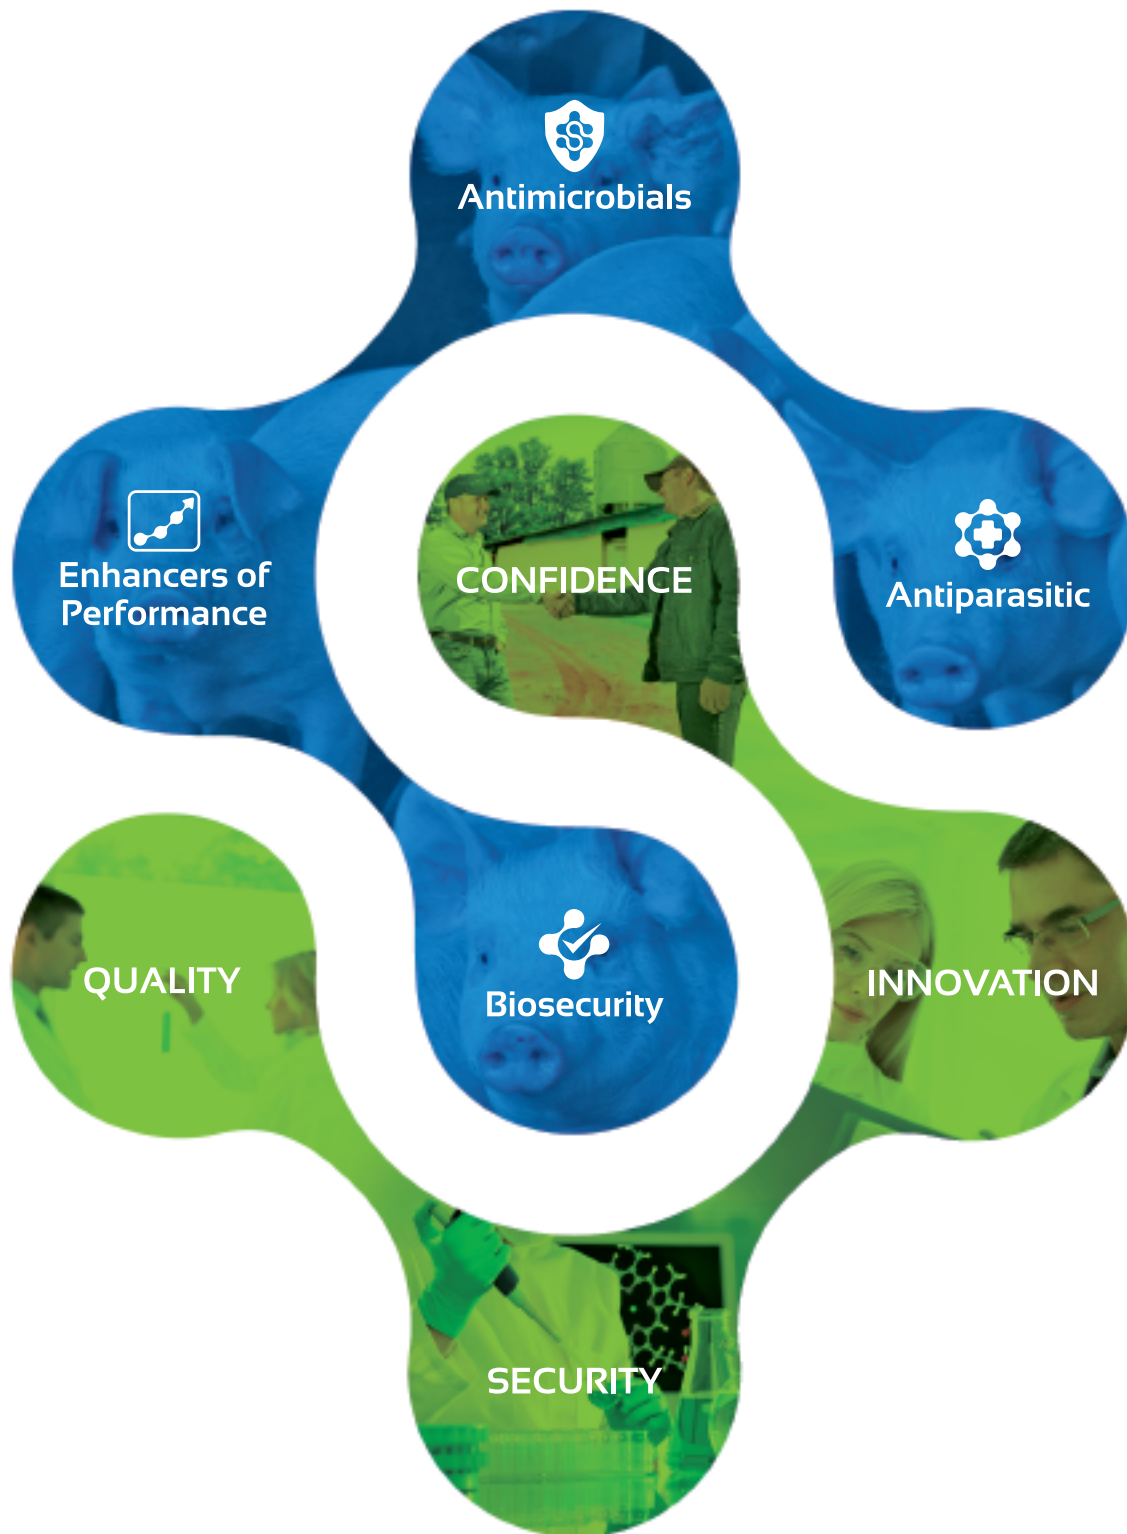 Antimicrobials
Enhancers of
Performance
CONFIDENCE
Antiparasitic
QUALITY
Biosecurity
INNOVATION
SECURITY